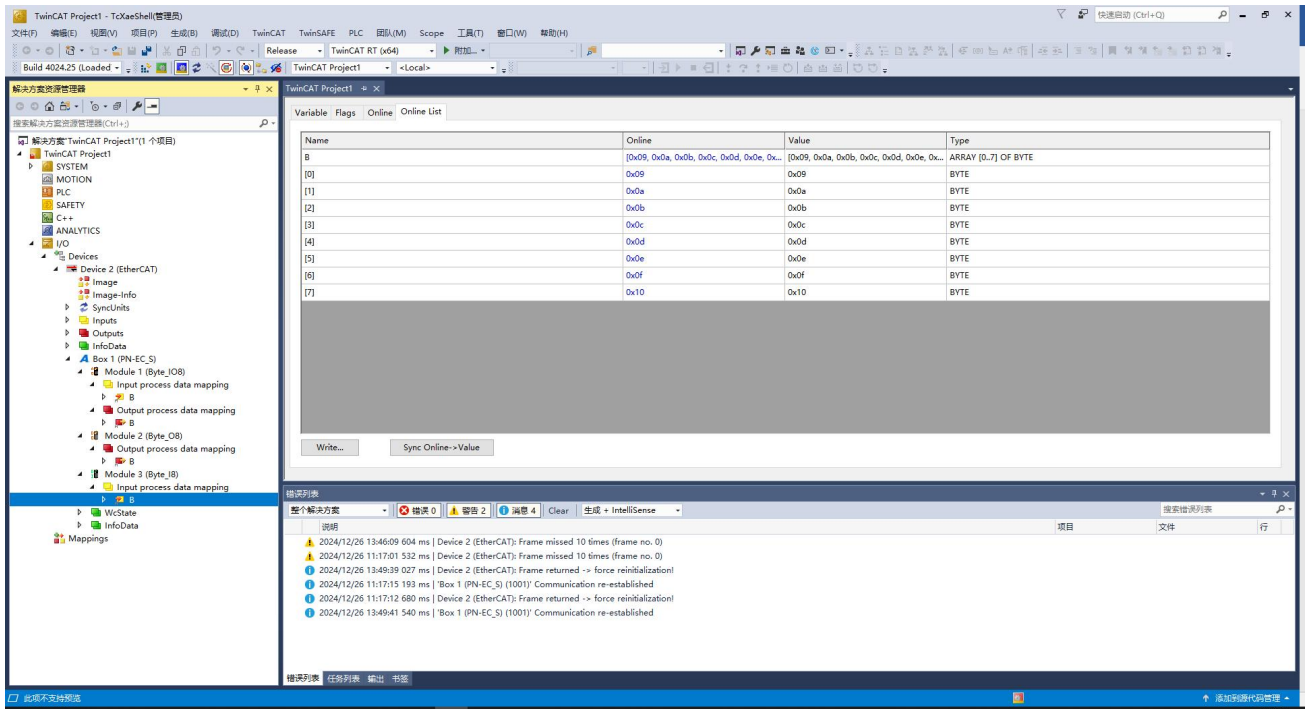 TwinCAT Project1 - TcXaeShell(管理员)
快速启动 (Ctrl+Q)
文件(F) 编辑(E) 视图(V) 项目(P) 生成(B) 调试(D) TwinCAT TwinSAFE PLC 团队(M) Scope 工具(T) 窗口(W) 帮助(H)
Release TwinCAT RT (x64) 附加...
Build 4024.25 (Loaded TwinCAT Project1 <Local>
解决方案资源管理器
搜索解决方案资源管理器(Ctrl+;)
解决方案"TwinCAT Project1"(1 个项目)
TwinCAT Project1
SYSTEM
MOTION
PLC
SAFETY
C++
ANALYTICS
I/O
Devices
Device 2 (EtherCAT)
Image
Image-Info
SyncUnits
Inputs
Outputs
InfoData
Box 1 (PN-EC_S)
Module 1 (Byte_IO8)
Input process data mapping
B
Output process data mapping
B
Module 2 (Byte_O8)
Output process data mapping
B
Module 3 (Byte_I8)
Input process data mapping
B
WcState
InfoData
Mappings
TwinCAT Project1
Variable Flags Online Online List
Name Online Value Type
B [0x09, 0x0a, 0x0b, 0x0c, 0x0d, 0x0e, 0x... [0x09, 0x0a, 0x0b, 0x0c, 0x0d, 0x0e, 0x... ARRAY [0..7] OF BYTE
[0] 0x09 0x09 BYTE
[1] 0x0a 0x0a BYTE
[2] 0x0b 0x0b BYTE
[3] 0x0c 0x0c BYTE
[4] 0x0d 0x0d BYTE
[5] 0x0e 0x0e BYTE
[6] 0x0f 0x0f BYTE
[7] 0x10 0x10 BYTE
Write... Sync Online->Value
错误列表
整个解决方案 错误 0 警告 2 消息 4 Clear 生成 + IntelliSense 搜索错误列表
说明 项目 文件 行
2024/12/26 13:46:09 604 ms | Device 2 (EtherCAT): Frame missed 10 times (frame no. 0)
2024/12/26 11:17:01 532 ms | Device 2 (EtherCAT): Frame missed 10 times (frame no. 0)
2024/12/26 13:49:39 027 ms | Device 2 (EtherCAT): Frame returned -> force reinitialization!
2024/12/26 11:17:15 193 ms | 'Box 1 (PN-EC_S) (1001)' Communication re-established
2024/12/26 11:17:12 680 ms | Device 2 (EtherCAT): Frame returned -> force reinitialization!
2024/12/26 13:49:41 540 ms | 'Box 1 (PN-EC_S) (1001)' Communication re-established
错误列表 任务列表 输出 书签
此项不支持预览
添加到源代码管理